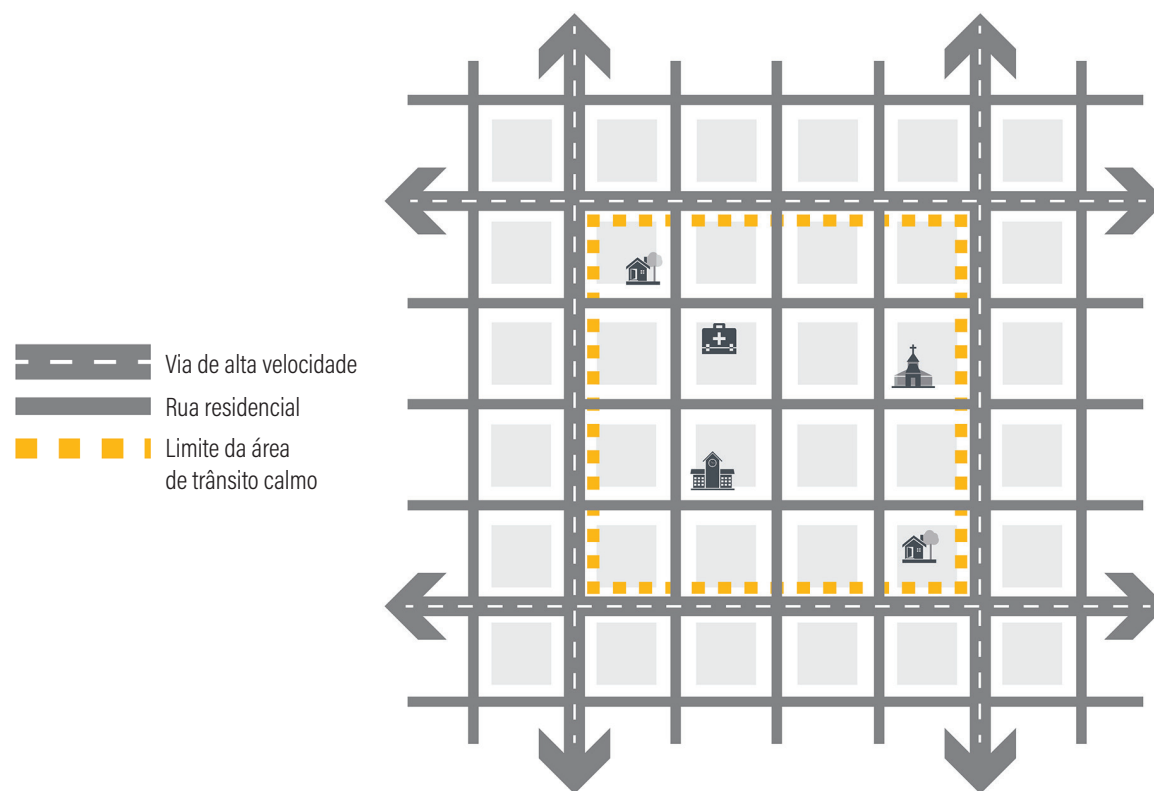 Via de alta velocidade
Rua residencial
Limite da área
de trânsito calmo